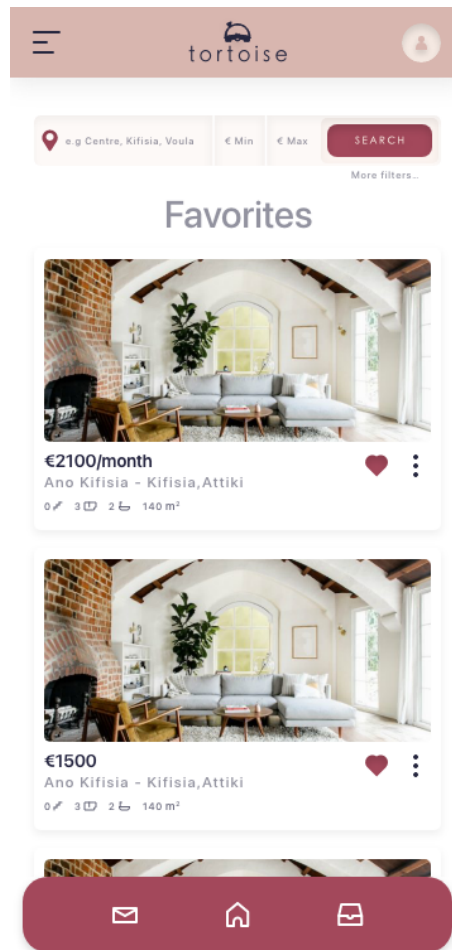 tortoise
e.g Centre, Kifisia, Voula € Min € Max SEARCH
More filters...
Favorites
€2100/month
Ano Kifisia - Kifisia,Attiki
0 3 2 140 m²
€1500
Ano Kifisia - Kifisia,Attiki
0 3 2 140 m²